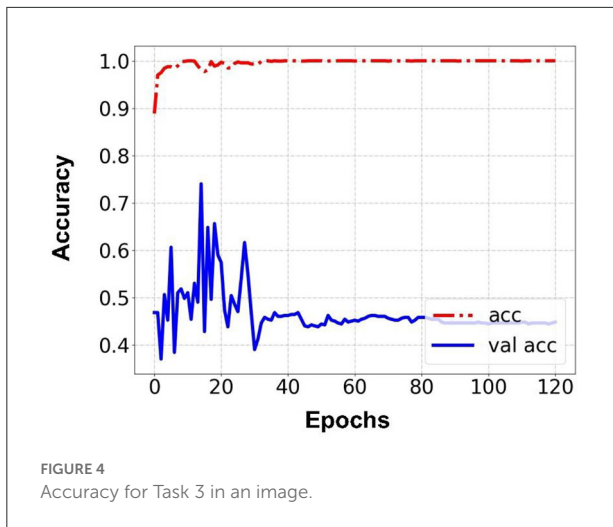 1.0
0.9
0.8
0.7
0.6
0.5
0.4
Accuracy
acc
val acc
0 20 40 60 80 100 120
Epochs
FIGURE 4
Accuracy for Task 3 in an image.